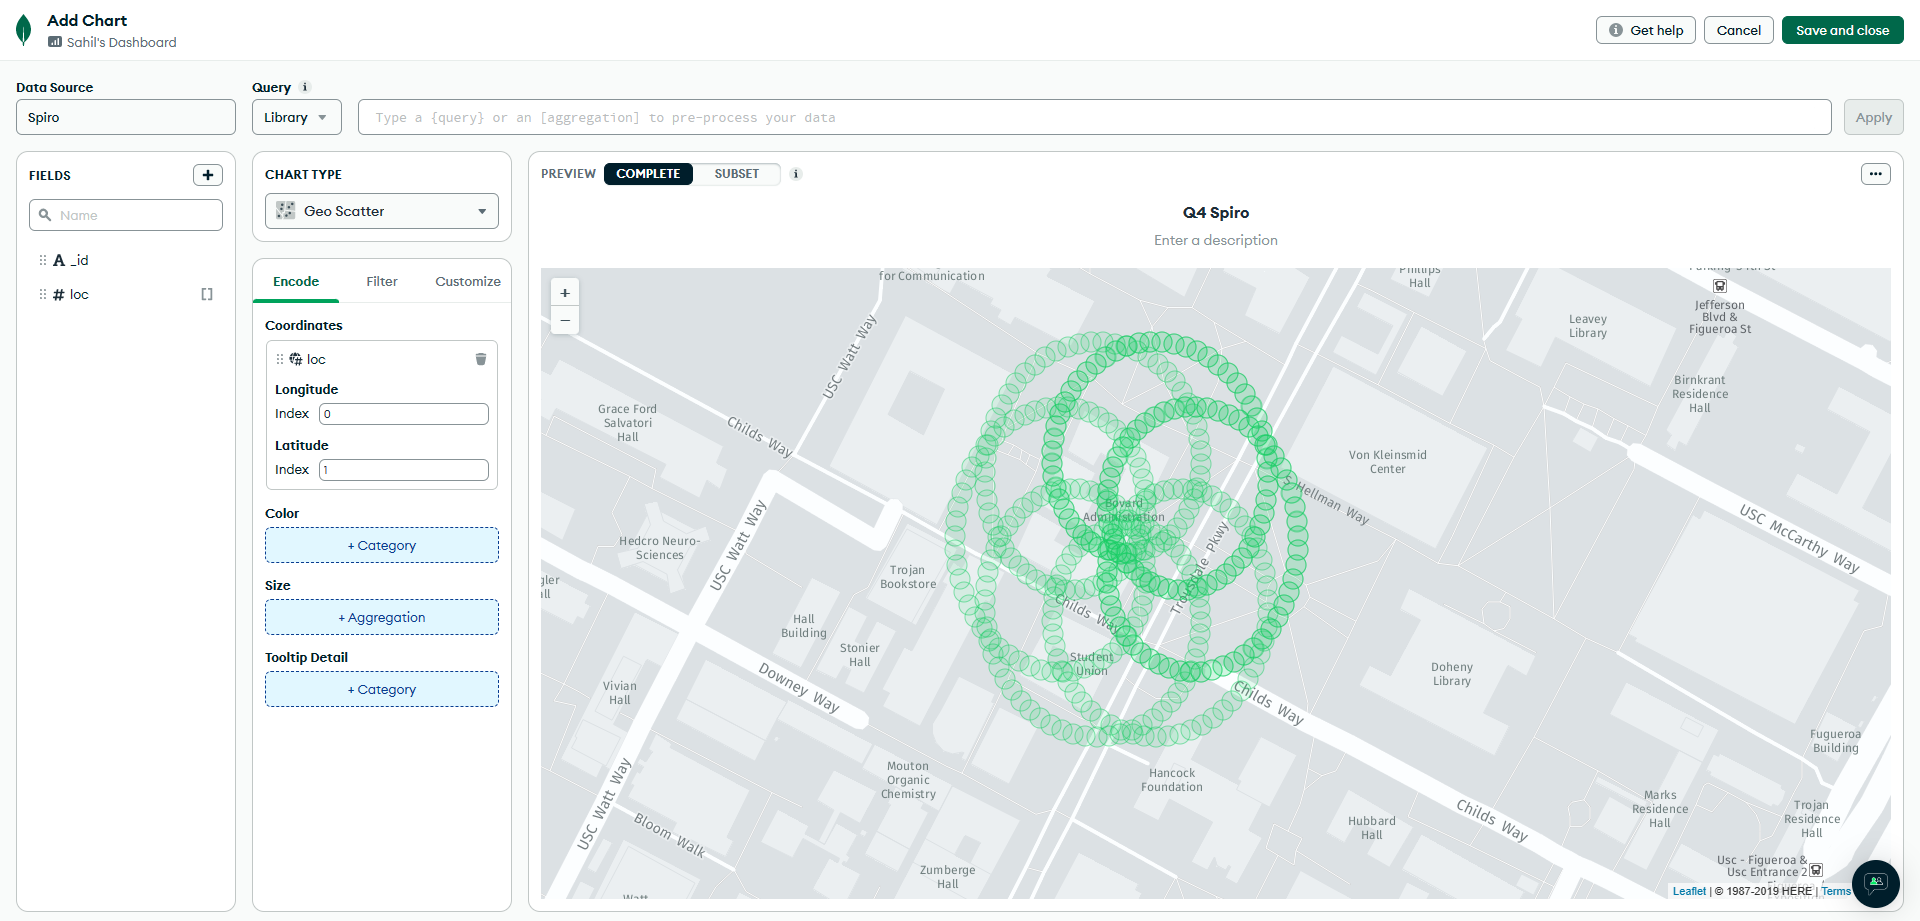 Add Chart
Sahil's Dashboard
Get help
Cancel
Save and close
Data Source
Spiro
Query
Library
Type a {query} or an [aggregation] to pre-process your data
Apply
FIELDS
Name
_id
loc
CHART TYPE
Geo Scatter
Encode
Filter
Customize
Coordinates
loc
Longitude
Index 0
Latitude
Index 1
Color
+ Category
Size
+ Aggregation
Tooltip Detail
+ Category
PREVIEW
COMPLETE
SUBSET
Q4 Spiro
Enter a description
for Communication
Phillips
Hall
Jefferson
Blvd &
Figueroa St
Leavey
Library
USC Watt Way
Birnkrant
Residence
Hall
Grace Ford
Salvatori
Hall
Childs Way
Von Kleinsmid
Center
S Hellman Way
Bovard
Administration
USC Watt Way
Hedcro Neuro-
Sciences
USC McCarthy Way
Trojan
Bookstore
Trousdale Pkwy
Childs Way
Hall
Building
Stonier
Hall
Student
Union
Doheny
Library
Vivian
Hall
Downey Way
Childs Way
Fugueroa
Building
Mouton
Organic
Chemistry
Hancock
Foundation
USC Watt Way
Bloom Walk
Marks
Residence
Hall
Childs Way
Trojan
Residence
Hall
Hubbard
Hall
Zumberge
Hall
Usc - Figueroa &
Usc Entrance 2
Leaflet | © 1987-2019 HERE | Terms